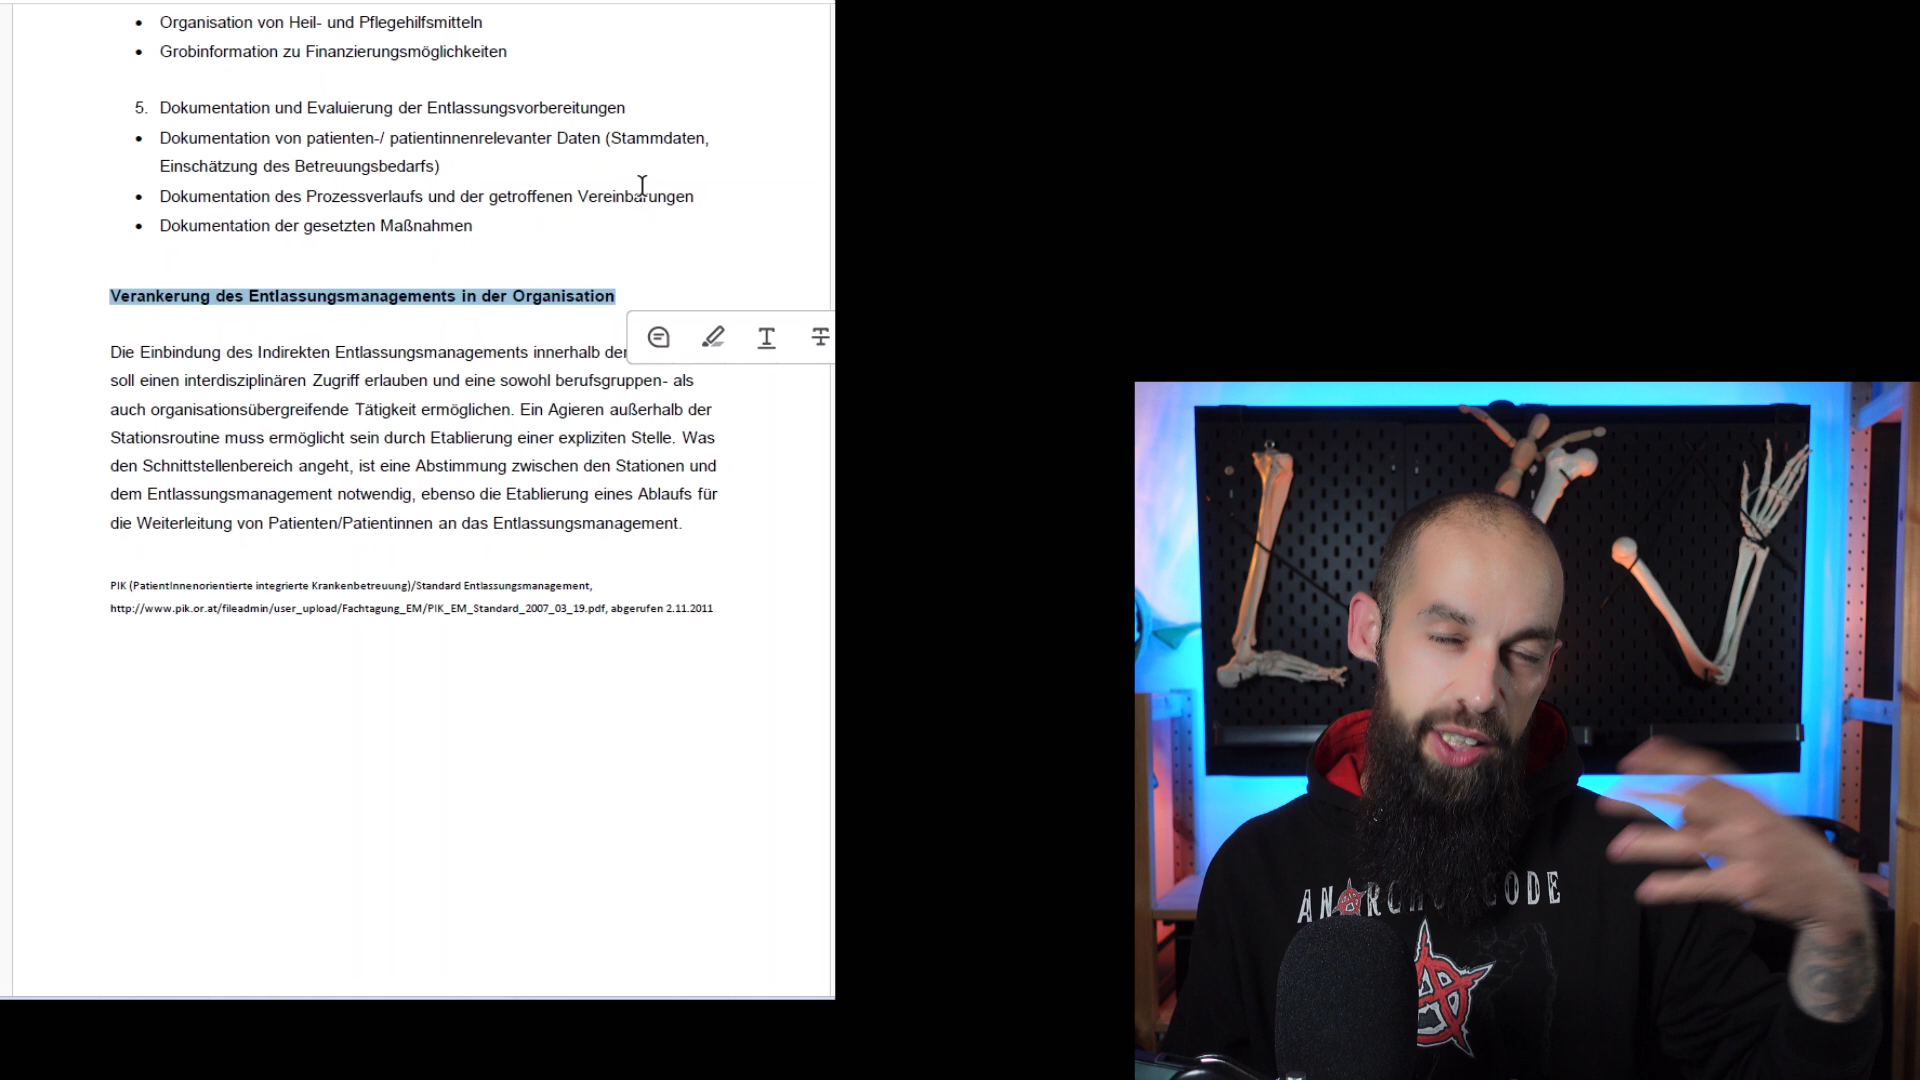 Organisation von Heil- und Pflegehilfsmitteln
Grobinformation zu Finanzierungsmöglichkeiten
5. Dokumentation und Evaluierung der Entlassungsvorbereitungen
Dokumentation von patienten-/ patientinnenrelevanter Daten (Stammdaten,
Einschätzung des Betreuungsbedarfs)
Dokumentation des Prozessverlaufs und der getroffenen Vereinbarungen
Dokumentation der gesetzten Maßnahmen
Verankerung des Entlassungsmanagements in der Organisation
Die Einbindung des Indirekten Entlassungsmanagements innerhalb der
soll einen interdisziplinären Zugriff erlauben und eine sowohl berufsgruppen- als
auch organisationsübergreifende Tätigkeit ermöglichen. Ein Agieren außerhalb der
Stationsroutine muss ermöglicht sein durch Etablierung einer expliziten Stelle. Was
den Schnittstellenbereich angeht, ist eine Abstimmung zwischen den Stationen und
dem Entlassungsmanagement notwendig, ebenso die Etablierung eines Ablaufs für
die Weiterleitung von Patienten/Patientinnen an das Entlassungsmanagement.
PIK (PatientInnenorientierte integrierte Krankenbetreuung)/Standard Entlassungsmanagement,
http://www.pik.or.at/fileadmin/user_upload/Fachtagung_EM/PIK_EM_Standard_2007_03_19.pdf, abgerufen 2.11.2011